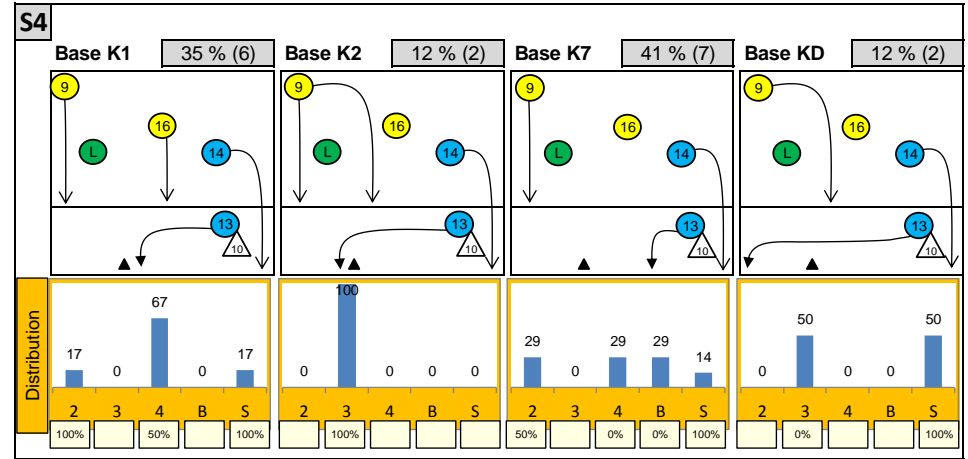 S4
Base K1 35 % (6) Base K2 12 % (2) Base K7 41 % (7) Base KD 12 % (2)
9 9 9 9
16 16 16 16
L 14 L 14 L 14 L 14
13 13 13 13
10 10 10 10
Distribution
17 0 67 0 17 0 100 0 0 0 29 0 29 29 14 0 50 0 0 50
2 3 4 B S 2 3 4 B S 2 3 4 B S 2 3 4 B S
100% 50% 100% 100% 50% 0% 0% 100% 0% 100%